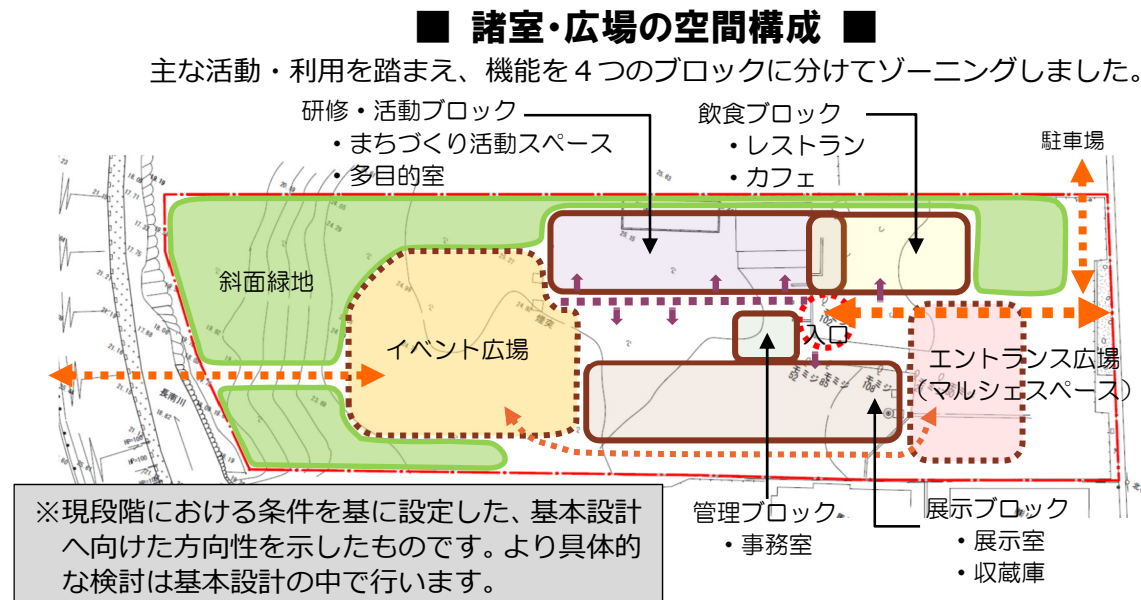 ■ 諸室・広場の空間構成 ■
主な活動・利用を踏まえ、機能を４つのブロックに分けてゾーニングしました。
研修・活動ブロック
・まちづくり活動スペース
・多目的室
飲食ブロック
・レストラン
・カフェ
駐車場
斜面緑地
イベント広場
入口
エントランス広場
（マルシェスペース）
長南川
管理ブロック
・事務室
展示ブロック
・展示室
・収蔵庫
※現段階における条件を基に設定した、基本設計
へ向けた方向性を示したものです。より具体的
な検討は基本設計の中で行います。